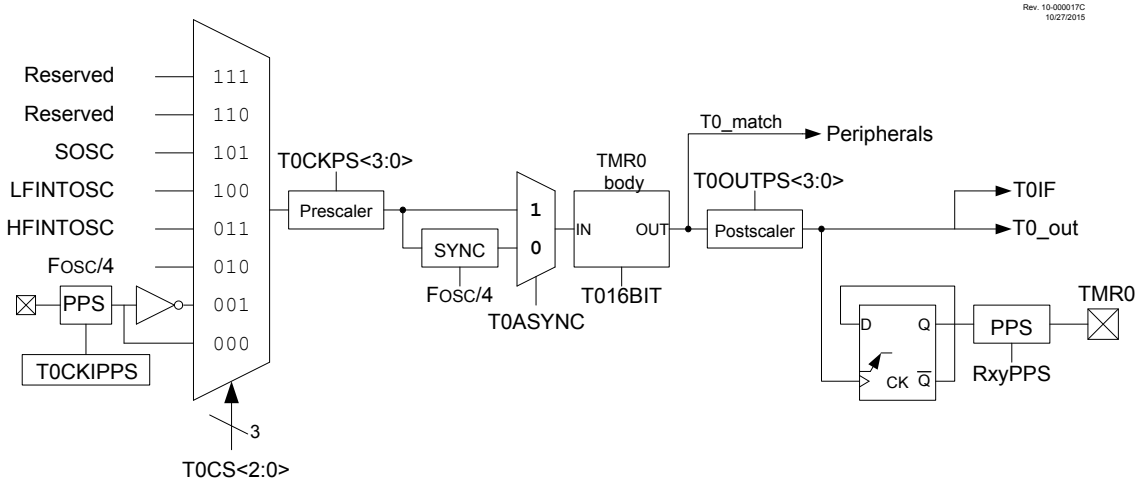 Rev. 10-000017C
10/27/2015
Reserved
111
Reserved
110
SOSC
101
LFINTOSC
100
HFINTOSC
011
FOSC/4
010
PPS
001
000
T0CKIPPS
3
T0CS<2:0>
T0CKPS<3:0>
Prescaler
SYNC
FOSC/4
1
0
T0ASYNC
TMR0
body
IN
OUT
T016BIT
T0_match
Peripherals
T0OUTPS<3:0>
Postscaler
T0IF
T0_out
D
Q
CK
Q̅
PPS
RxyPPS
TMR0